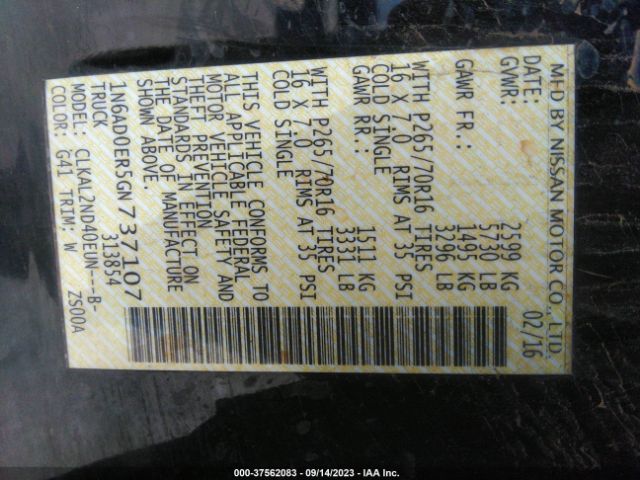 MFD BY NISSAN MOTOR CO., LTD.
DATE: 02/16
GVWR: 2599 KG
5730 LB
GAWR FR.: 1495 KG
3296 LB
WITH P265/70R16 TIRES
16 X 7.0 RIMS AT 35 PSI
COLD SINGLE
GAWR RR.: 1511 KG
3331 LB
WITH P265/70R16 TIRES
16 X 7.0 RIMS AT 35 PSI
COLD SINGLE
THIS VEHICLE CONFORMS TO
ALL APPLICABLE FEDERAL
MOTOR VEHICLE SAFETY AND
THEFT PREVENTION
STANDARDS IN EFFECT ON
THE DATE OF MANUFACTURE
SHOWN ABOVE.
1N6AD0ER5GN737107
TRUCK 313854
MODEL: CLKAL2ND40EUN---B-
COLOR: G41 TRIM: W ZS00A
000-37562083 - 09/14/2023 - IAA Inc.